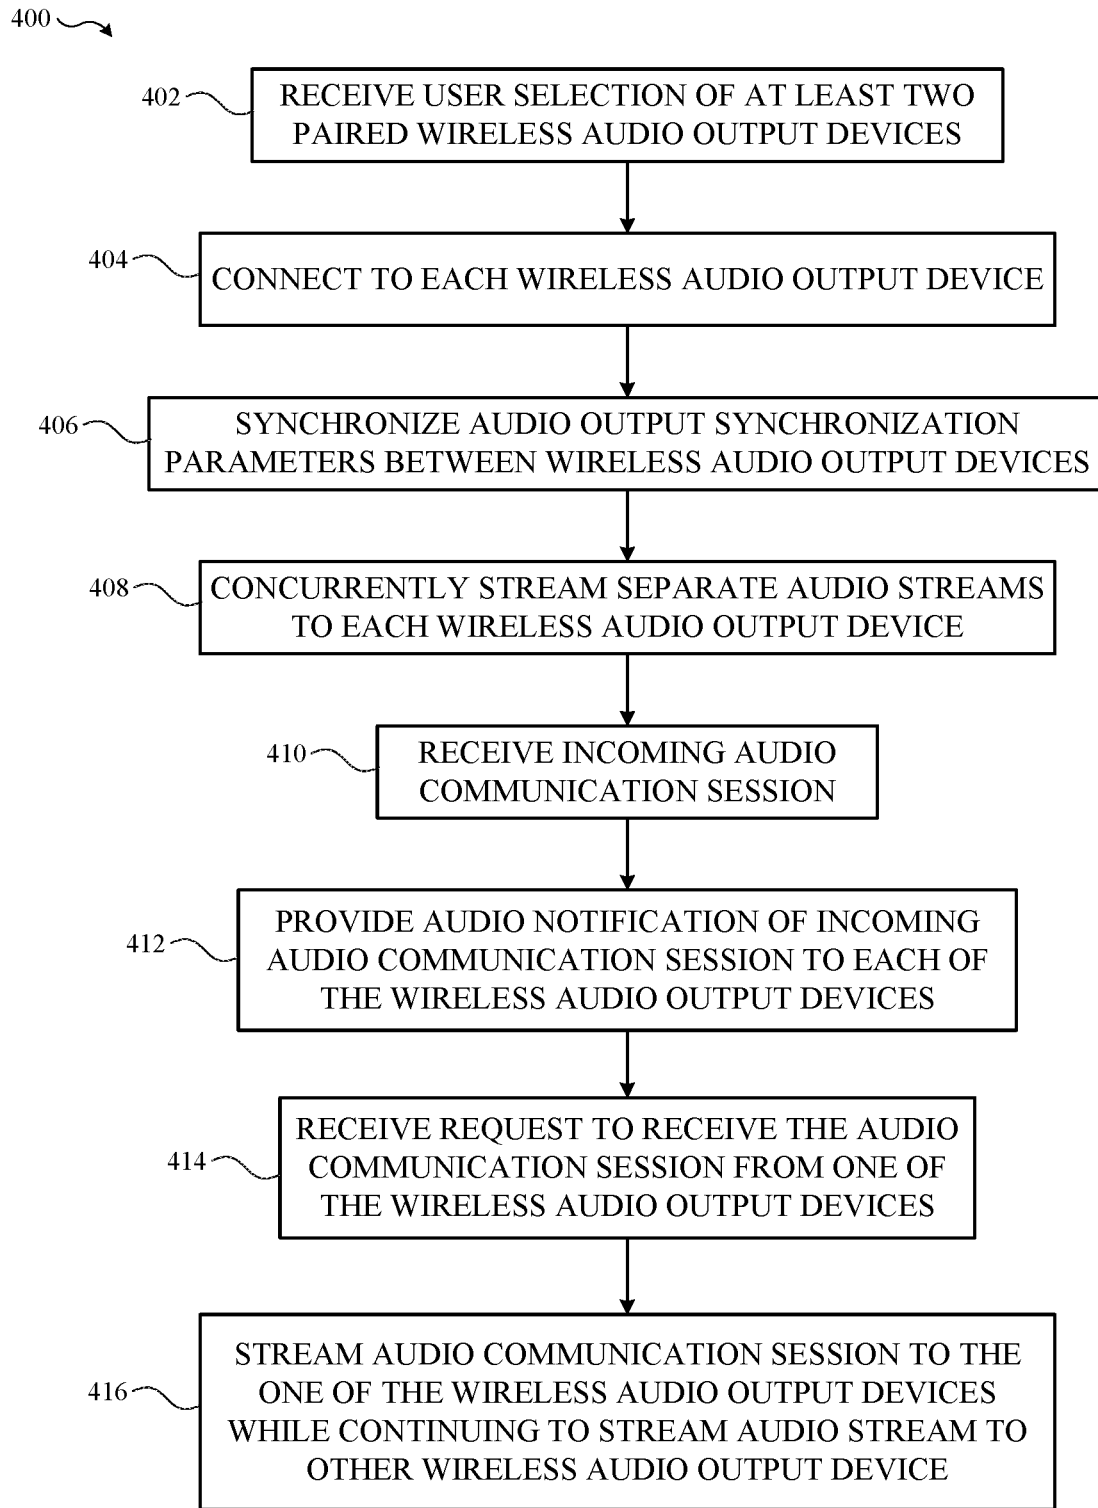 400
402
RECEIVE USER SELECTION OF AT LEAST TWO
PAIRED WIRELESS AUDIO OUTPUT DEVICES
404
CONNECT TO EACH WIRELESS AUDIO OUTPUT DEVICE
406
SYNCHRONIZE AUDIO OUTPUT SYNCHRONIZATION
PARAMETERS BETWEEN WIRELESS AUDIO OUTPUT DEVICES
408
CONCURRENTLY STREAM SEPARATE AUDIO STREAMS
TO EACH WIRELESS AUDIO OUTPUT DEVICE
410
RECEIVE INCOMING AUDIO
COMMUNICATION SESSION
412
PROVIDE AUDIO NOTIFICATION OF INCOMING
AUDIO COMMUNICATION SESSION TO EACH OF
THE WIRELESS AUDIO OUTPUT DEVICES
414
RECEIVE REQUEST TO RECEIVE THE AUDIO
COMMUNICATION SESSION FROM ONE OF
THE WIRELESS AUDIO OUTPUT DEVICES
416
STREAM AUDIO COMMUNICATION SESSION TO THE
ONE OF THE WIRELESS AUDIO OUTPUT DEVICES
WHILE CONTINUING TO STREAM AUDIO STREAM TO
OTHER WIRELESS AUDIO OUTPUT DEVICE